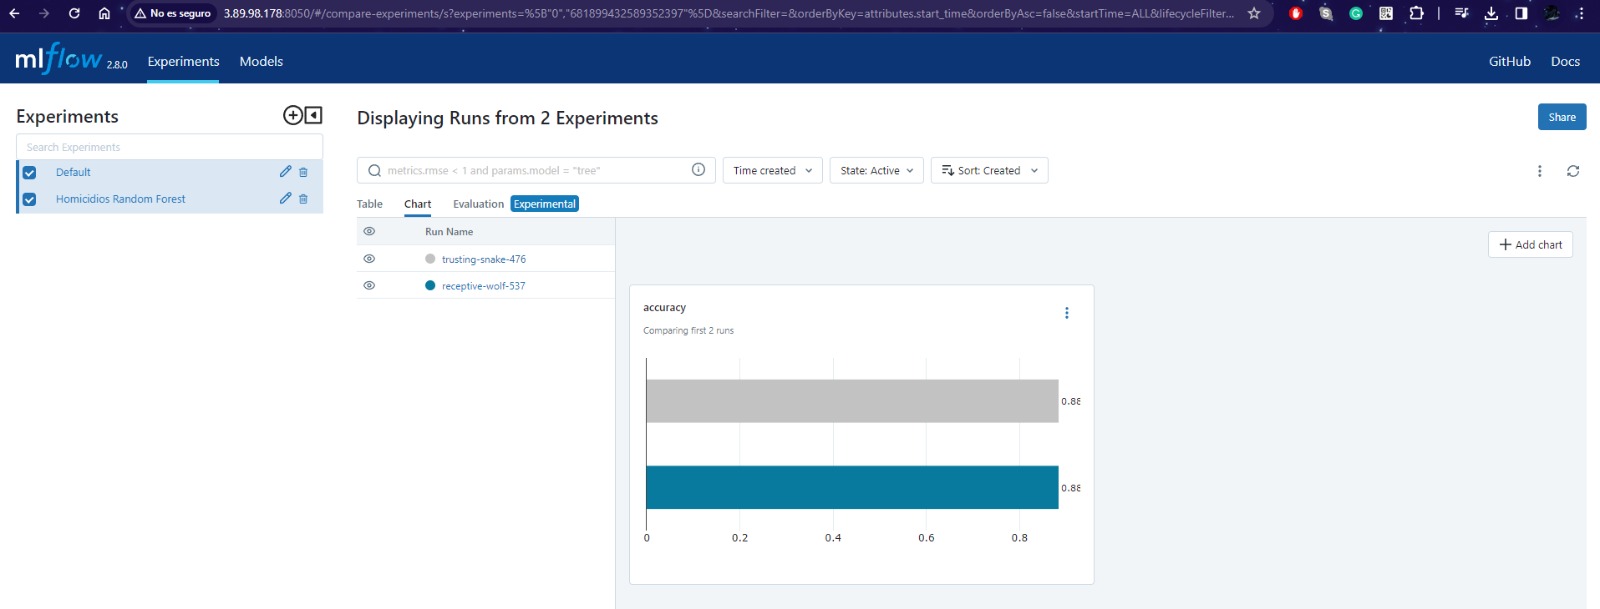 No es seguro 3.89.98.178:8050/#/compare-experiments/s?experiments=%5B"0","681899432589352397"%5D&searchFilter=&orderByKey=attributes.start_time&orderByAsc=false&startTime=ALL&lifecycleFilter...
mlflow 2.8.0 Experiments Models GitHub Docs
Experiments
Search Experiments
Default
Homicidios Random Forest
Displaying Runs from 2 Experiments
Share
metrics.rmse < 1 and params.model = "tree"
Time created
State: Active
Sort: Created
Table Chart Evaluation Experimental
Run Name
trusting-snake-476
receptive-wolf-537
Add chart
accuracy
Comparing first 2 runs
0.88
0.88
0 0.2 0.4 0.6 0.8